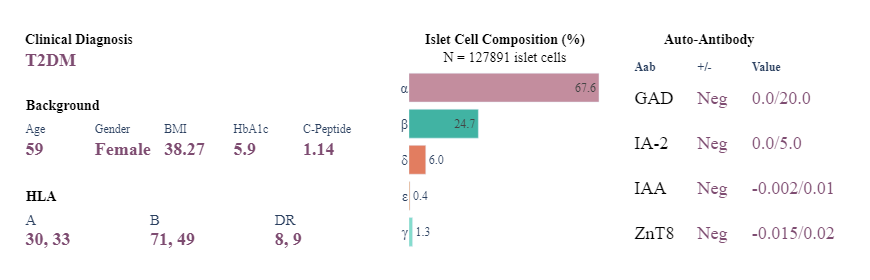 Clinical Diagnosis
T2DM
Background
Age Gender BMI HbA1c C-Peptide
59 Female 38.27 5.9 1.14
HLA
A B DR
30, 33 71, 49 8, 9
Islet Cell Composition (%)
N = 127891 islet cells
α 67.6
β 24.7
δ 6.0
ε 0.4
γ 1.3
Auto-Antibody
Aab +/- Value
GAD Neg 0.0/20.0
IA-2 Neg 0.0/5.0
IAA Neg -0.002/0.01
ZnT8 Neg -0.015/0.02